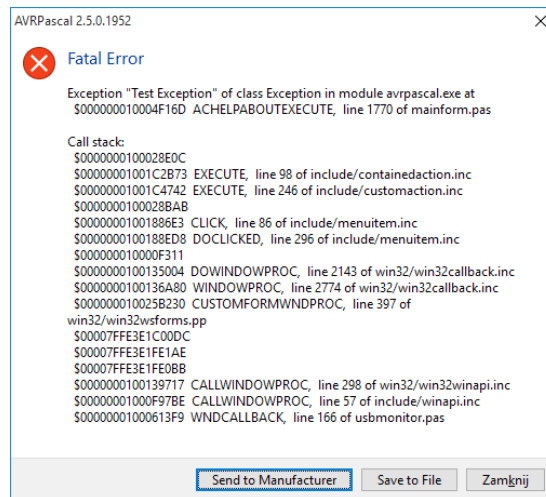 AVRPascal 2.5.0.1952
Fatal Error
Exception "Test Exception" of class Exception in module avrpascal.exe at
$000000010004F16D ACHELPABOUTEXECUTE, line 1770 of mainform.pas
Call stack:
$0000000100028E0C
$00000001001C2B73 EXECUTE, line 98 of include/containedaction.inc
$00000001001C4742 EXECUTE, line 246 of include/customaction.inc
$0000000100028BAB
$00000001001886E3 CLICK, line 86 of include/menuitem.inc
$0000000100188ED8 DOCLICKED, line 296 of include/menuitem.inc
$000000010000F311
$0000000100135004 DOWINDOWPROC, line 2143 of win32/win32callback.inc
$0000000100136A80 WINDOWPROC, line 2774 of win32/win32callback.inc
$000000010025B230 CUSTOMFORMWNDPROC, line 397 of
win32/win32wsforms.pp
$00007FFE3E1C00DC
$00007FFE3E1FE1AE
$00007FFE3E1FE0BB
$0000000100139717 CALLWINDOWPROC, line 298 of win32/win32winapi.inc
$00000001000F97BE CALLWINDOWPROC, line 57 of include/winapi.inc
$00000001000613F9 WNDCALLBACK, line 166 of usbmonitor.pas
Send to Manufacturer Save to File Zamknij